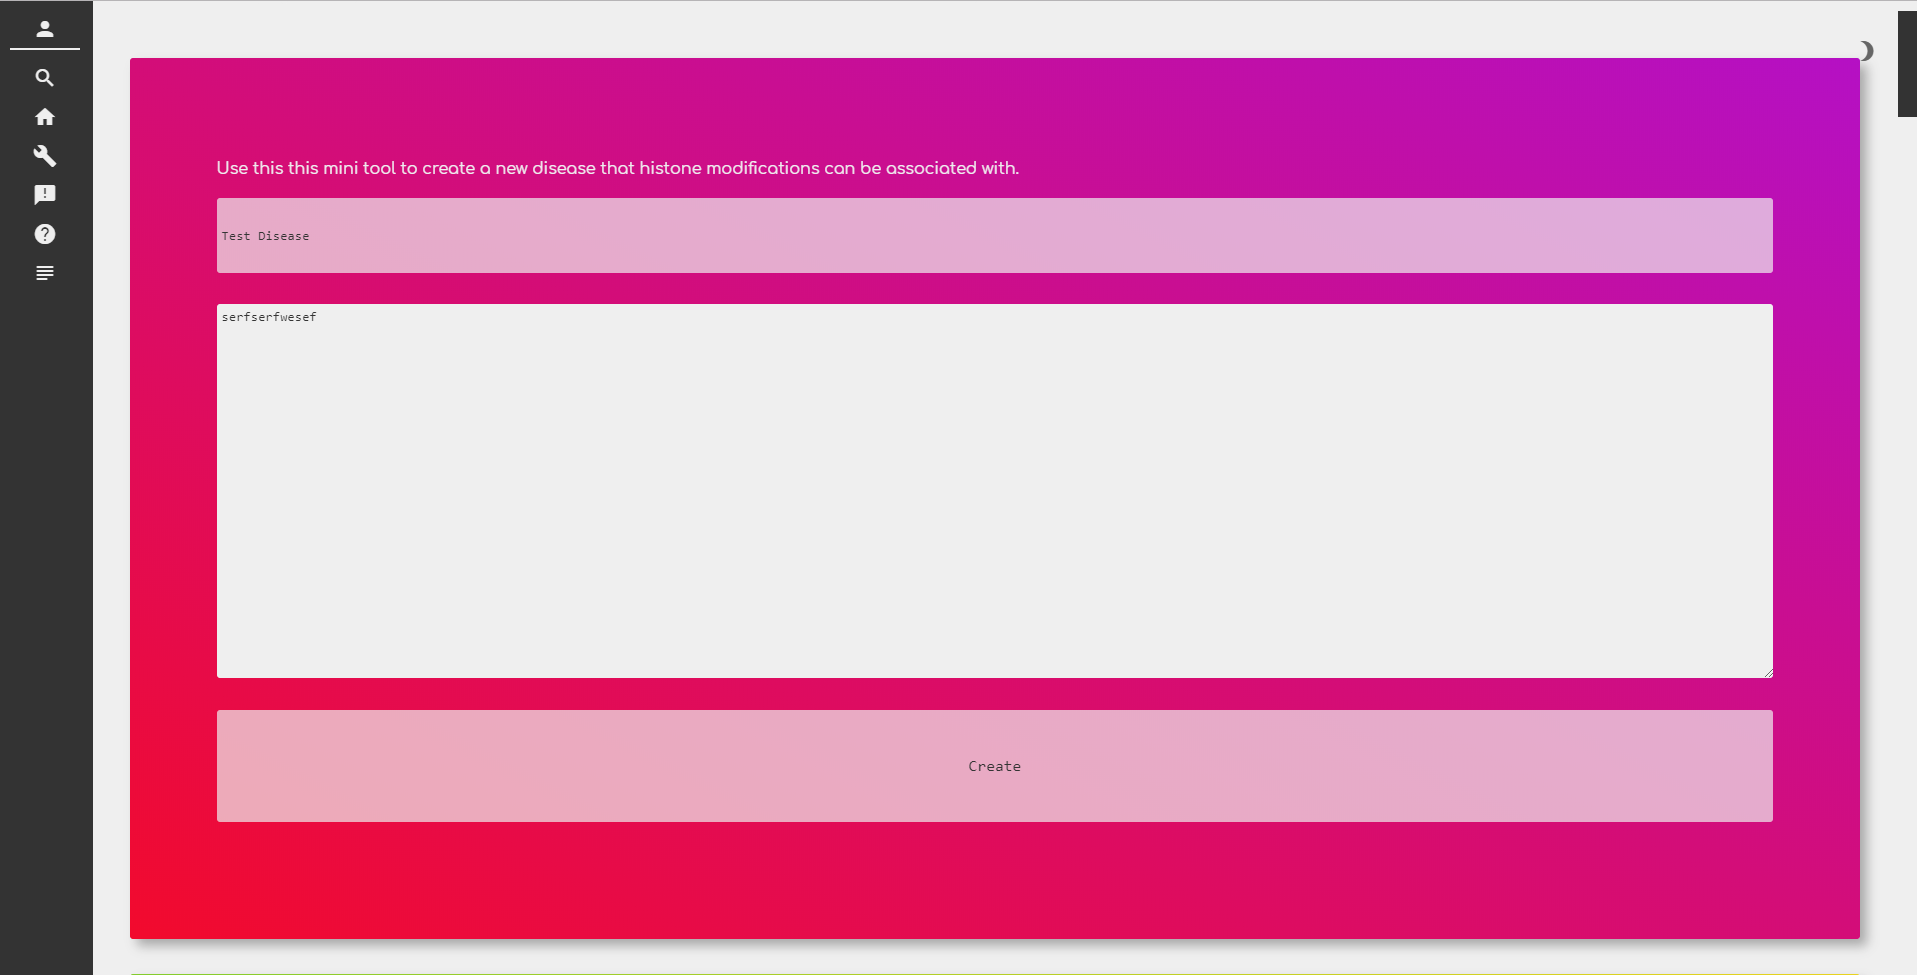 Use this this mini tool to create a new disease that histone modifications can be associated with.
Test Disease
serfserfwesef
Create